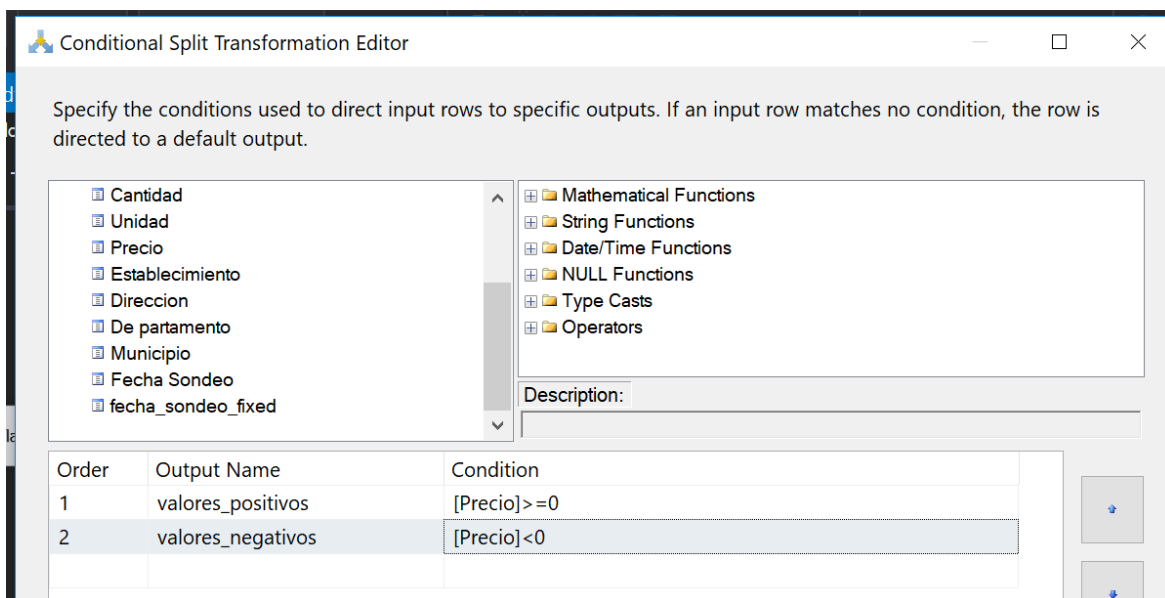 Conditional Split Transformation Editor
Specify the conditions used to direct input rows to specific outputs. If an input row matches no condition, the row is
directed to a default output.
Cantidad
Unidad
Precio
Establecimiento
Direccion
De partamento
Municipio
Fecha Sondeo
fecha_sondeo_fixed
Mathematical Functions
String Functions
Date/Time Functions
NULL Functions
Type Casts
Operators
Description:
Order Output Name Condition
1 valores_positivos [Precio]>=0
2 valores_negativos [Precio]<0